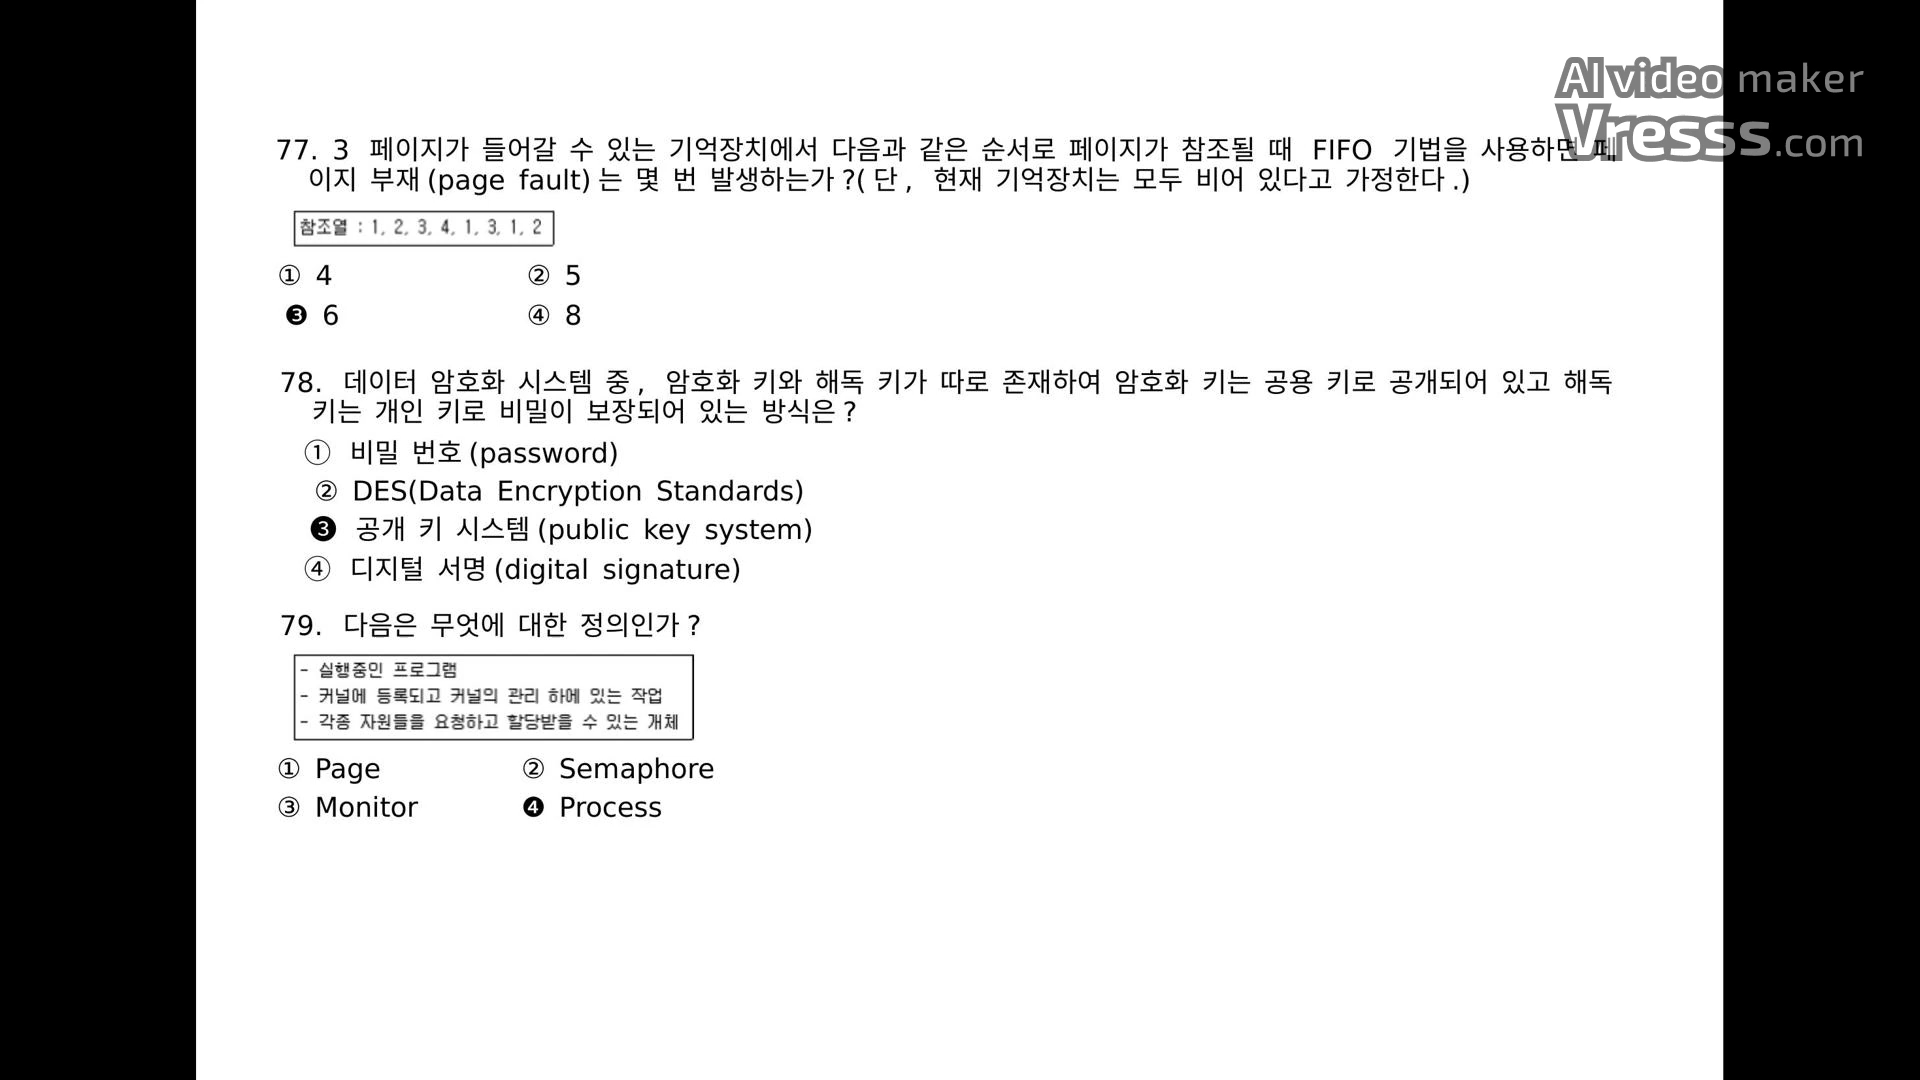 AI video maker
Vresss.com
77. 3 페이지가 들어갈 수 있는 기억장치에서 다음과 같은 순서로 페이지가 참조될 때 FIFO 기법을 사용하면 페
이지 부재(page fault)는 몇 번 발생하는가?(단, 현재 기억장치는 모두 비어 있다고 가정한다.)
참조열 : 1, 2, 3, 4, 1, 3, 1, 2
① 4 ② 5
❸ 6 ④ 8
78. 데이터 암호화 시스템 중, 암호화 키와 해독 키가 따로 존재하여 암호화 키는 공용 키로 공개되어 있고 해독
키는 개인 키로 비밀이 보장되어 있는 방식은?
① 비밀 번호(password)
② DES(Data Encryption Standards)
❸ 공개 키 시스템(public key system)
④ 디지털 서명(digital signature)
79. 다음은 무엇에 대한 정의인가?
- 실행중인 프로그램
- 커널에 등록되고 커널의 관리 하에 있는 작업
- 각종 자원들을 요청하고 할당받을 수 있는 개체
① Page ② Semaphore
③ Monitor ❹ Process